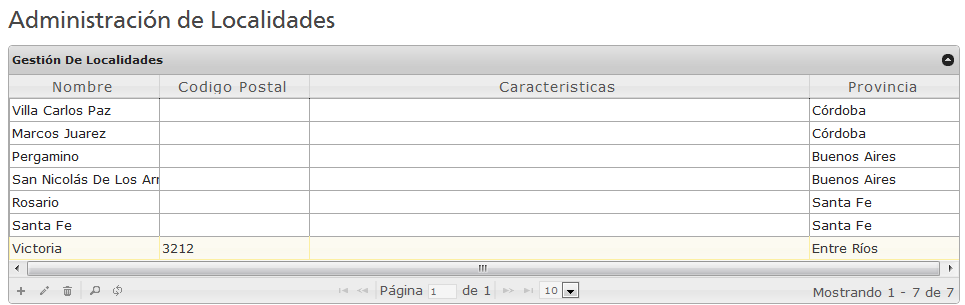 Administración de Localidades
Gestión De Localidades
Nombre Codigo Postal Caracteristicas Provincia
Villa Carlos Paz Córdoba
Marcos Juarez Córdoba
Pergamino Buenos Aires
San Nicolás De Los Arr Buenos Aires
Rosario Santa Fe
Santa Fe Santa Fe
Victoria 3212 Entre Ríos
Página 1 de 1 10 Mostrando 1 - 7 de 7